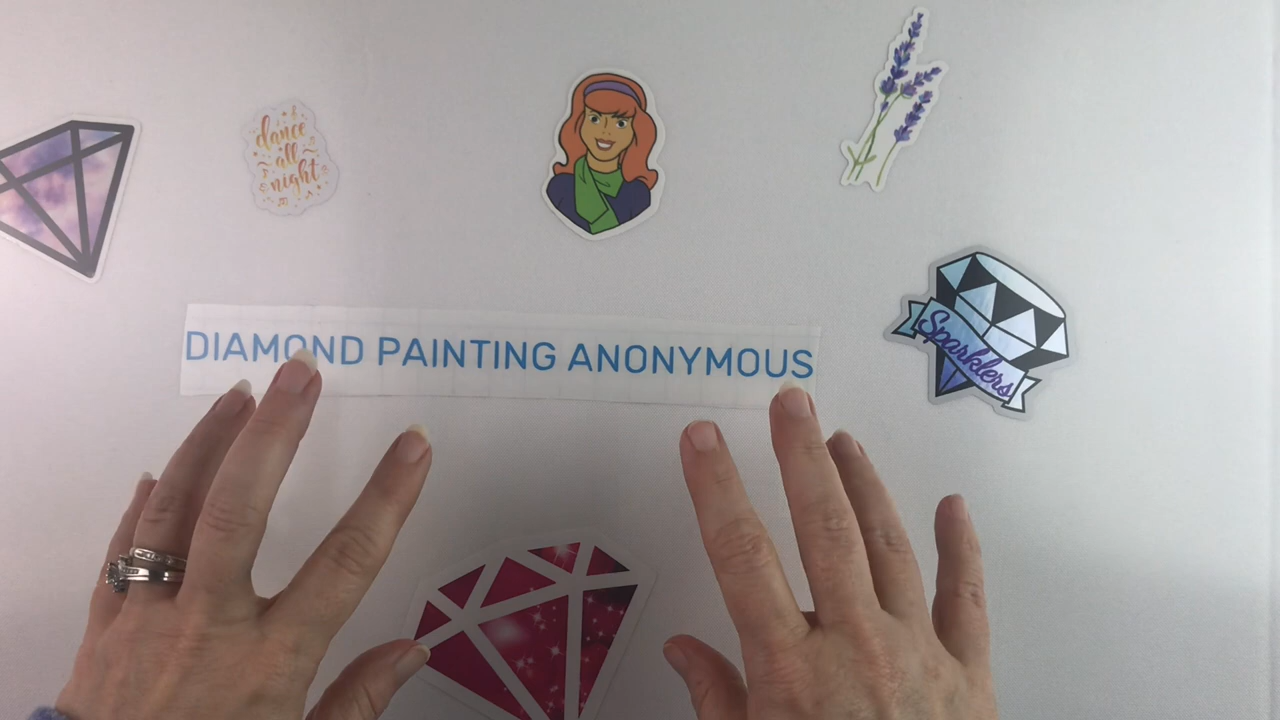 dance
all
night
DIAMOND PAINTING ANONYMOUS
Sparklers